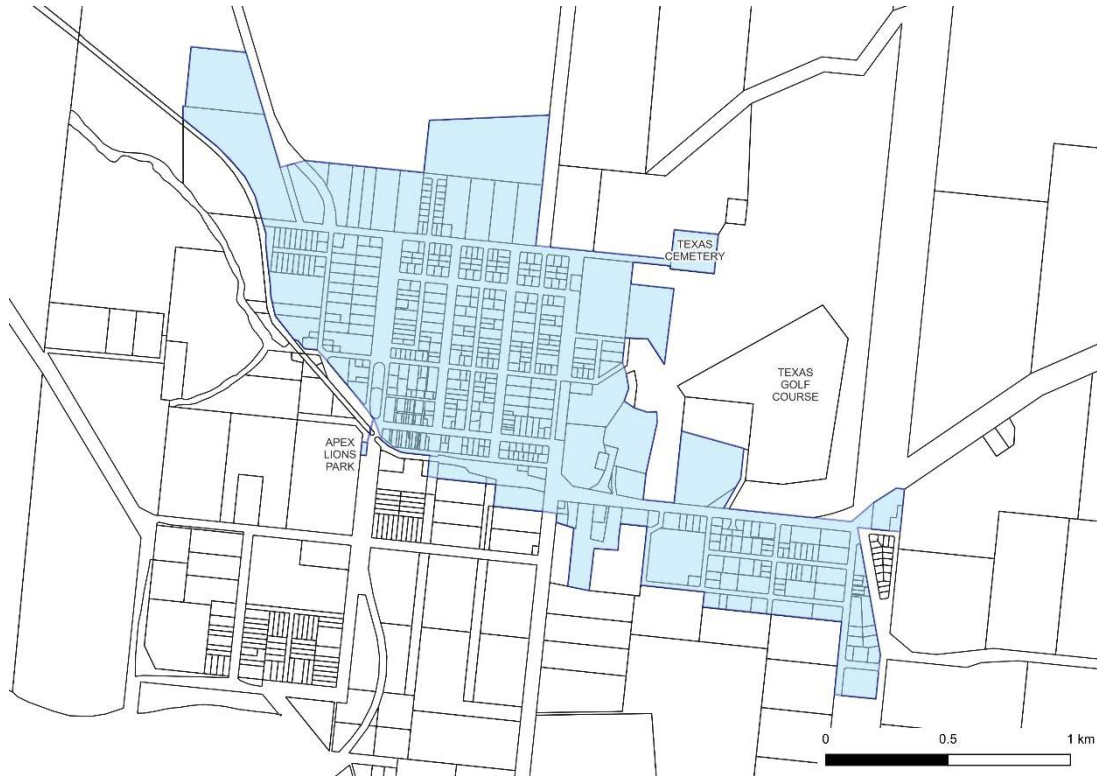 TEXAS
CEMETERY
TEXAS
GOLF
COURSE
APEX
LIONS
PARK
0 0.5 1 km